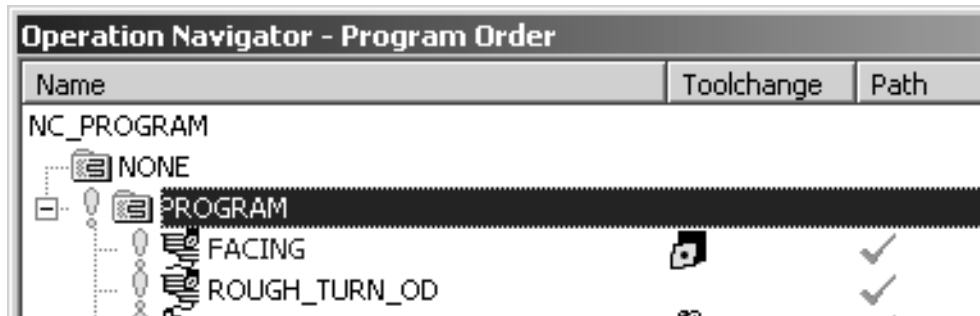 Operation Navigator - Program Order
Name Toolchange Path
NC_PROGRAM
NONE
PROGRAM
FACING
ROUGH_TURN_OD